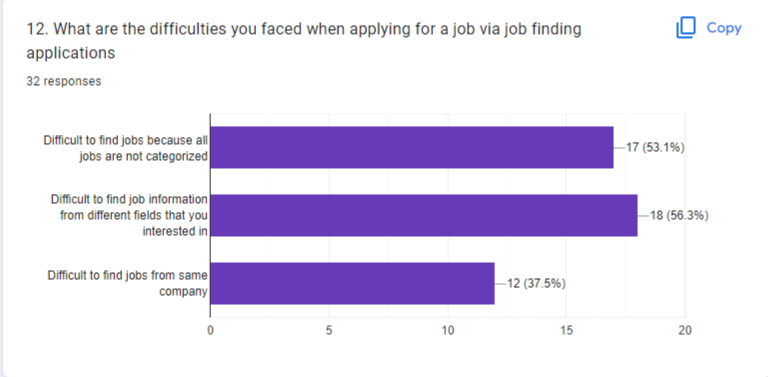 12. What are the difficulties you faced when applying for a job via job finding
applications
Copy
32 responses
Difficult to find jobs because all
jobs are not categorized
17 (53.1%)
Difficult to find job information
from different fields that you
interested in
18 (56.3%)
Difficult to find jobs from same
company
12 (37.5%)
0 5 10 15 20